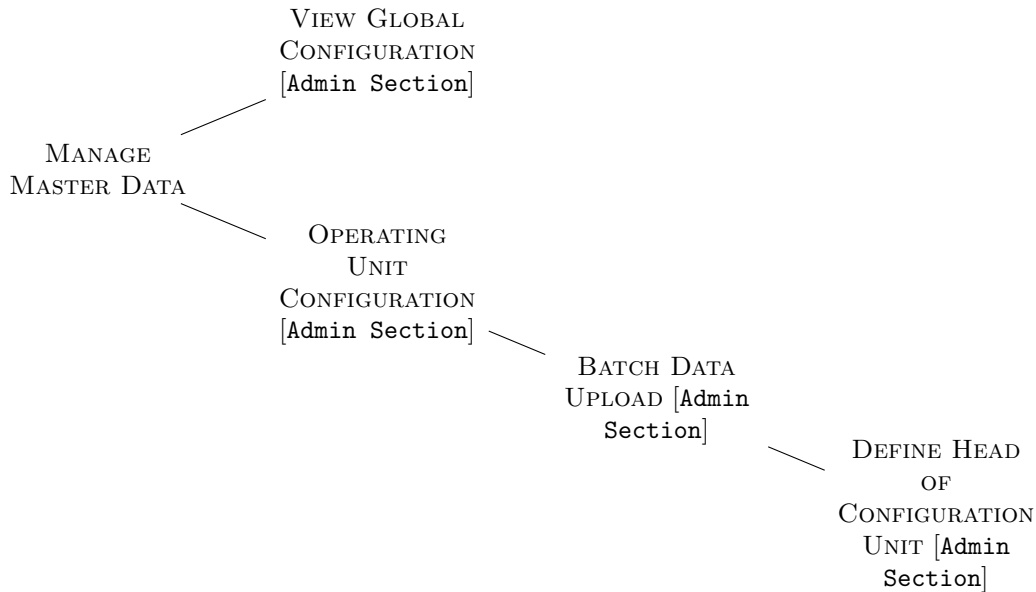 View Global
Configuration
[Admin Section]
Manage
Master Data
Operating
Unit
Configuration
[Admin Section]
Batch Data
Upload [Admin
Section]
Define Head
of
Configuration
Unit [Admin
Section]